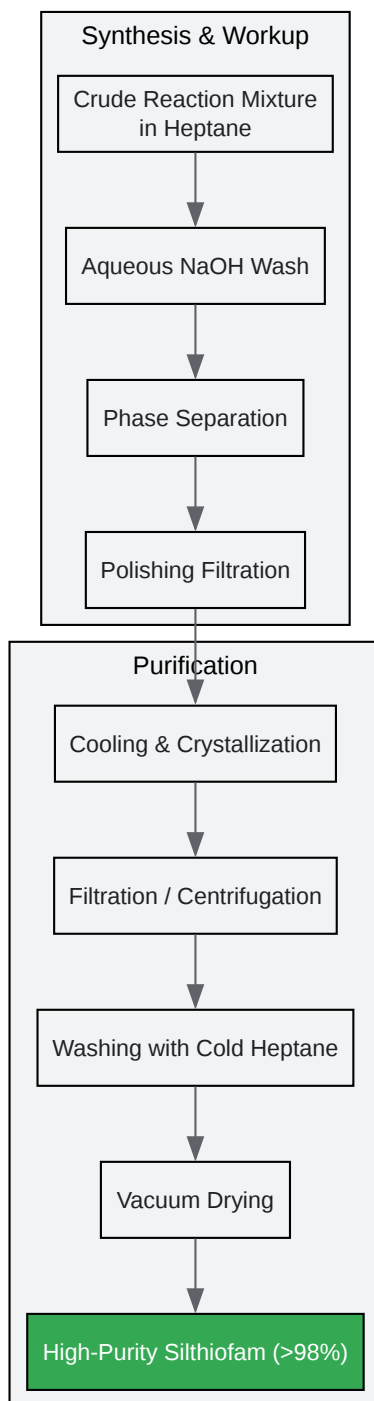 Synthesis & Workup
Crude Reaction Mixture
in Heptane
Aqueous NaOH Wash
Phase Separation
Polishing Filtration
Purification
Cooling & Crystallization
Filtration / Centrifugation
Washing with Cold Heptane
Vacuum Drying
High-Purity Silthiofam (>98%)